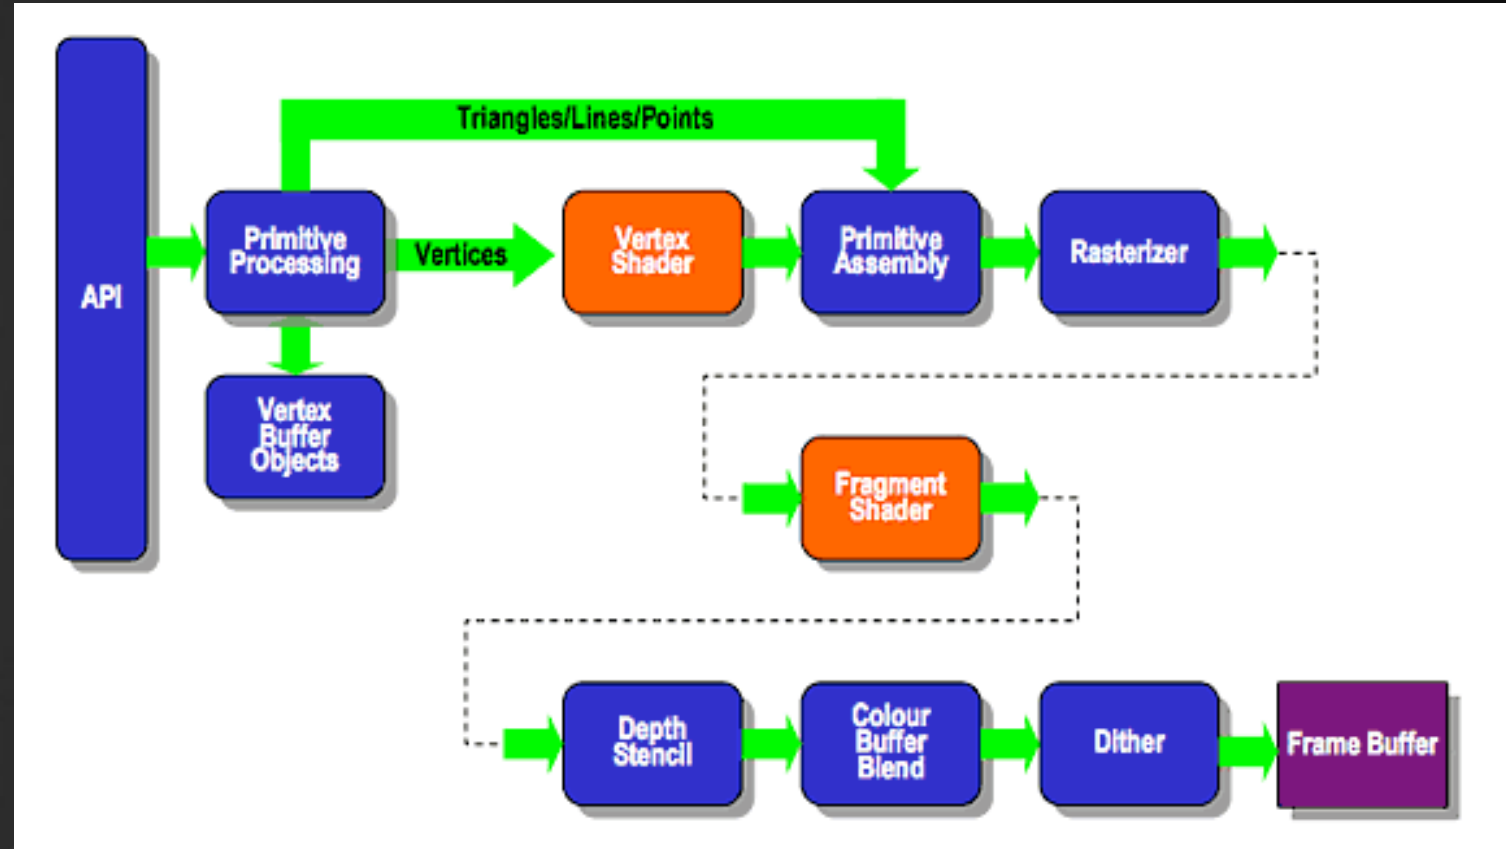 Triangles/Lines/Points
API
Primitive
Processing
Vertices
Vertex
Shader
Primitive
Assembly
Rasterizer
Vertex
Buffer
Objects
Fragment
Shader
Depth
Stencil
Colour
Buffer
Blend
Dither
Frame Buffer